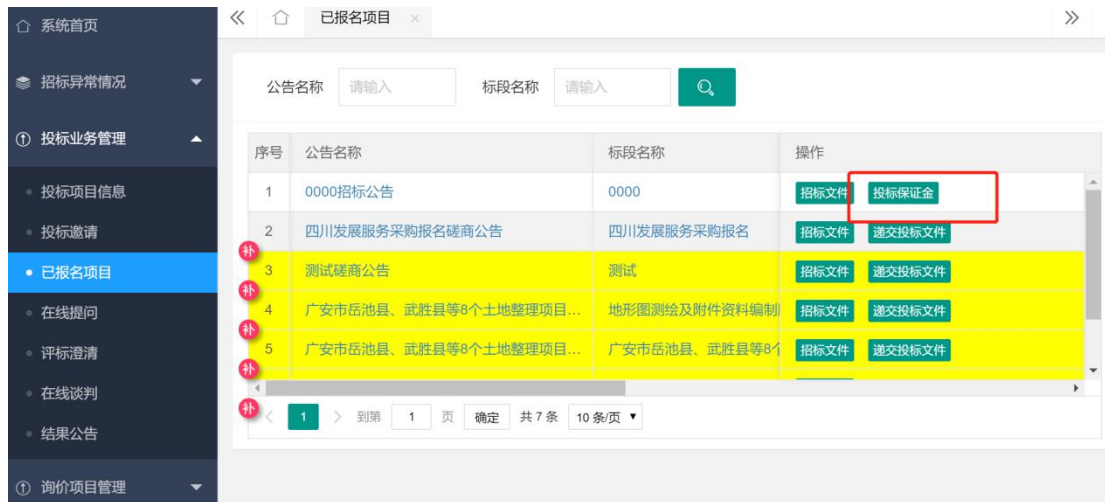 系统首页
已报名项目
招标异常情况
公告名称 请输入 标段名称 请输入
投标业务管理
序号 公告名称 标段名称 操作
投标项目信息
1 0000招标公告 0000 招标文件 投标保证金
投标邀请
2 四川发展服务采购报名磋商公告 四川发展服务采购报名 招标文件 递交投标文件
已报名项目
补
3 测试磋商公告 测试 招标文件 递交投标文件
补
在线提问
4 广安市岳池县、武胜县等8个土地整理项目... 地形图测绘及附件资料编制 招标文件 递交投标文件
补
评标澄清
5 广安市岳池县、武胜县等8个土地整理项目... 广安市岳池县、武胜县等8个 招标文件 递交投标文件
补
在线谈判
补
1 到第 1 页 确定 共7条 10条/页
结果公告
询价项目管理